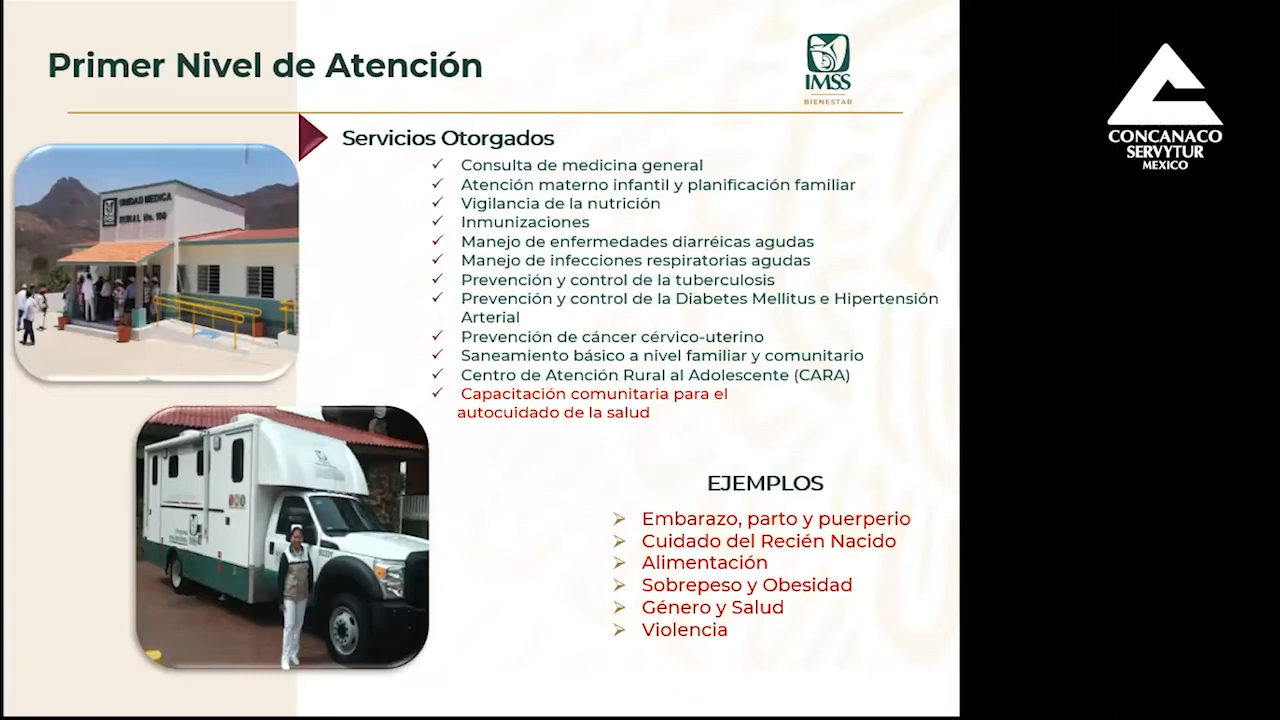 Primer Nivel de Atención
IMSS
BIENESTAR
CONCANACO
SERVYTUR
MEXICO
Servicios Otorgados
Consulta de medicina general
Atención materno infantil y planificación familiar
Vigilancia de la nutrición
Inmunizaciones
Manejo de enfermedades diarréicas agudas
Manejo de infecciones respiratorias agudas
Prevención y control de la tuberculosis
Prevención y control de la Diabetes Mellitus e Hipertensión
Arterial
Prevención de cáncer cérvico-uterino
Saneamiento básico a nivel familiar y comunitario
Centro de Atención Rural al Adolescente (CARA)
Capacitación comunitaria para el
autocuidado de la salud
UNIDAD MEDICA
RURAL No.
EJEMPLOS
Embarazo, parto y puerperio
Cuidado del Recién Nacido
Alimentación
Sobrepeso y Obesidad
Género y Salud
Violencia